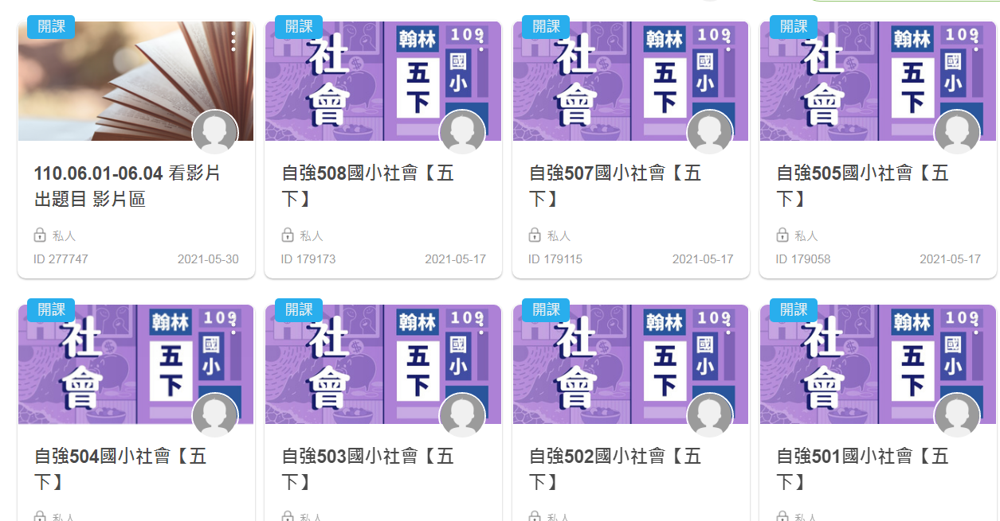 開課
110.06.01-06.04 看影片
出題目 影片區
私人
ID 277747 2021-05-30
開課
社會
翰林
109
國小
五下
自強508國小社會【五
下】
私人
ID 179173 2021-05-17
開課
社會
翰林
109
國小
五下
自強507國小社會【五
下】
私人
ID 179115 2021-05-17
開課
社會
翰林
109
國小
五下
自強505國小社會【五
下】
私人
ID 179058 2021-05-17
開課
社會
翰林
109
國小
五下
自強504國小社會【五
下】
私人
開課
社會
翰林
109
國小
五下
自強503國小社會【五
下】
私人
開課
社會
翰林
109
國小
五下
自強502國小社會【五
下】
私人
開課
社會
翰林
109
國小
五下
自強501國小社會【五
下】
私人